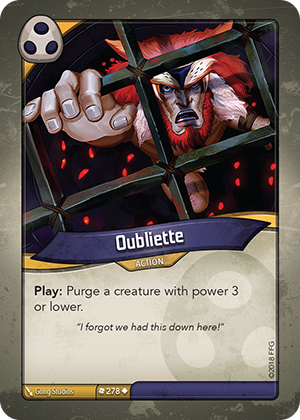 Oubliette
ACTION
Play: Purge a creature with power 3
or lower.
"I forgot we had this down here!"
Gong Studios
278
©2018 FFG